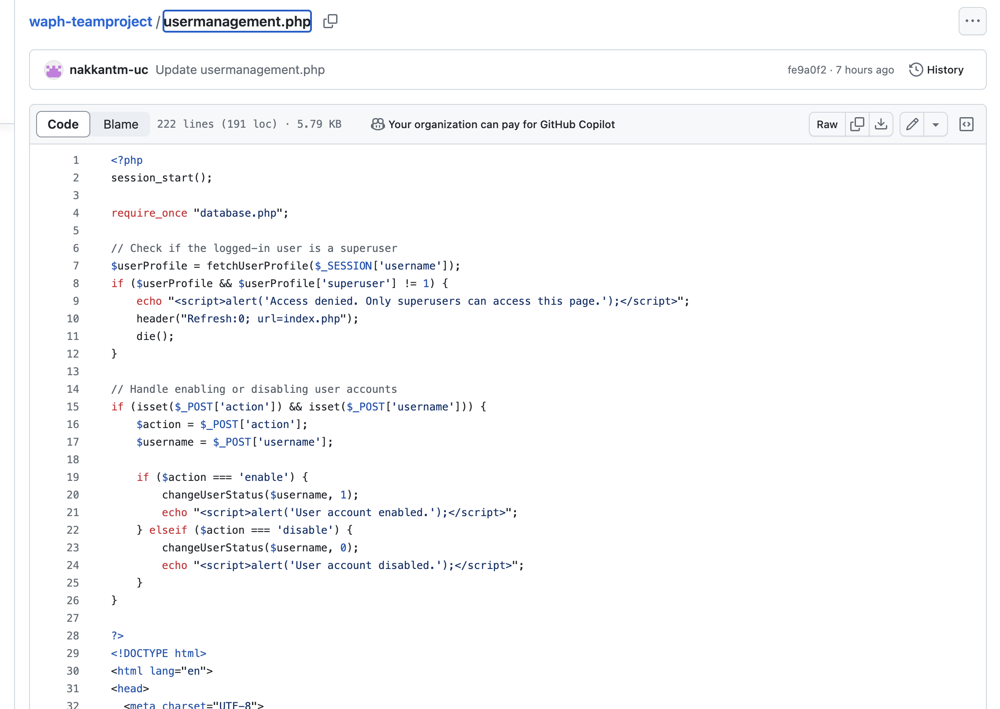 waph-teamproject / usermanagement.php
nakkantm-uc Update usermanagement.php fe9a0f2 · 7 hours ago History
Code Blame 222 lines (191 loc) · 5.79 KB Your organization can pay for GitHub Copilot Raw
1 <?php
2 session_start();
3
4 require_once "database.php";
5
6 // Check if the logged-in user is a superuser
7 $userProfile = fetchUserProfile($_SESSION['username']);
8 if ($userProfile && $userProfile['superuser'] != 1) {
9     echo "<script>alert('Access denied. Only superusers can access this page.');</script>";
10     header("Refresh:0; url=index.php");
11     die();
12 }
13
14 // Handle enabling or disabling user accounts
15 if (isset($_POST['action']) && isset($_POST['username'])) {
16     $action = $_POST['action'];
17     $username = $_POST['username'];
18
19     if ($action === 'enable') {
20         changeUserStatus($username, 1);
21         echo "<script>alert('User account enabled.');</script>";
22     } elseif ($action === 'disable') {
23         changeUserStatus($username, 0);
24         echo "<script>alert('User account disabled.');</script>";
25     }
26 }
27
28 ?>
29 <!DOCTYPE html>
30 <html lang="en">
31 <head>
32   <meta charset="UTF-8">